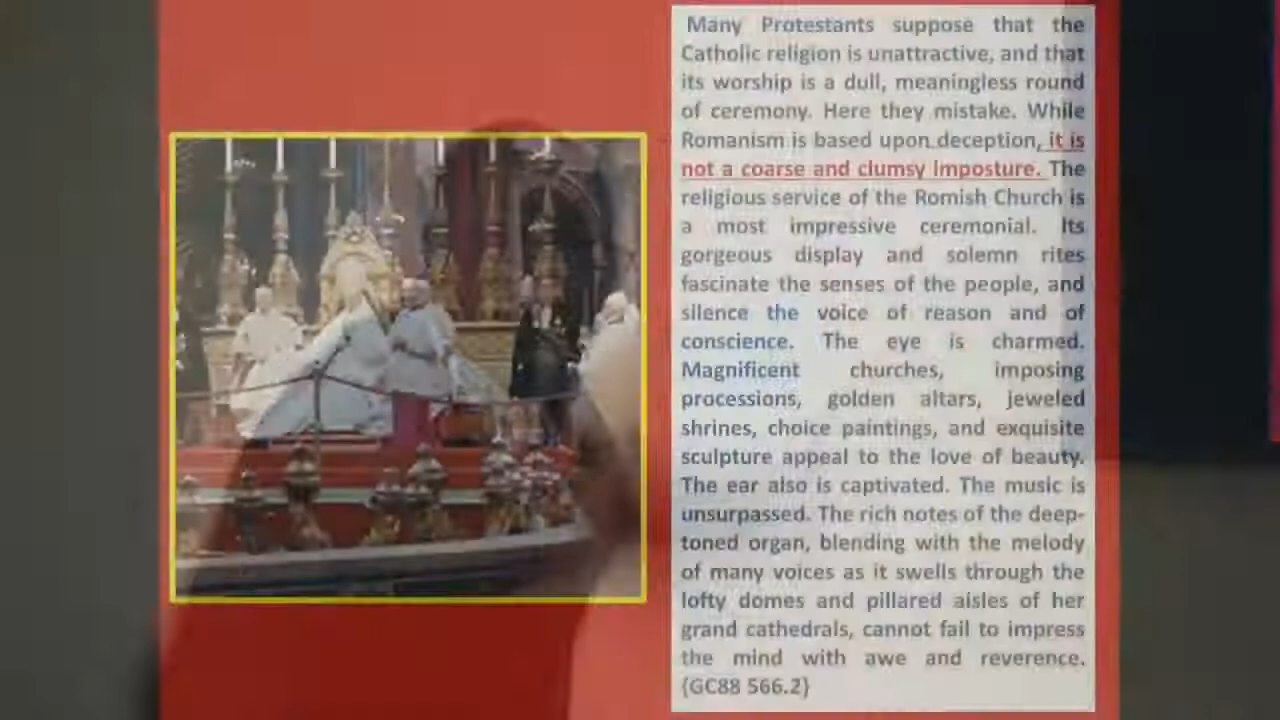 Many Protestants suppose that the
Catholic religion is unattractive, and that
its worship is a dull, meaningless round
of ceremony. Here they mistake. While
Romanism is based upon deception, it is
not a coarse and clumsy imposture. The
religious service of the Romish Church is
a most impressive ceremonial. Its
gorgeous display and solemn rites
fascinate the senses of the people, and
silence the voice of reason and of
conscience. The eye is charmed.
Magnificent churches, imposing
processions, golden altars, jeweled
shrines, choice paintings, and exquisite
sculpture appeal to the love of beauty.
The ear also is captivated. The music is
unsurpassed. The rich notes of the deep-
toned organ, blending with the melody
of many voices as it swells through the
lofty domes and pillared aisles of her
grand cathedrals, cannot fail to impress
the mind with awe and reverence.
{GC88 566.2}